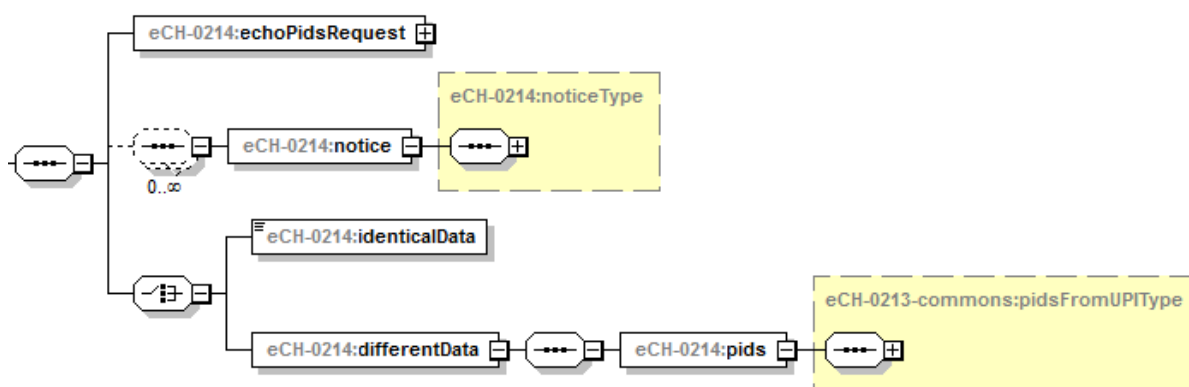 eCH-0214:echoPidsRequest
eCH-0214:noticeType
eCH-0214:notice
0..∞
eCH-0214:identicalData
eCH-0213-commons:pidsFromUPIType
eCH-0214:differentData
eCH-0214:pids